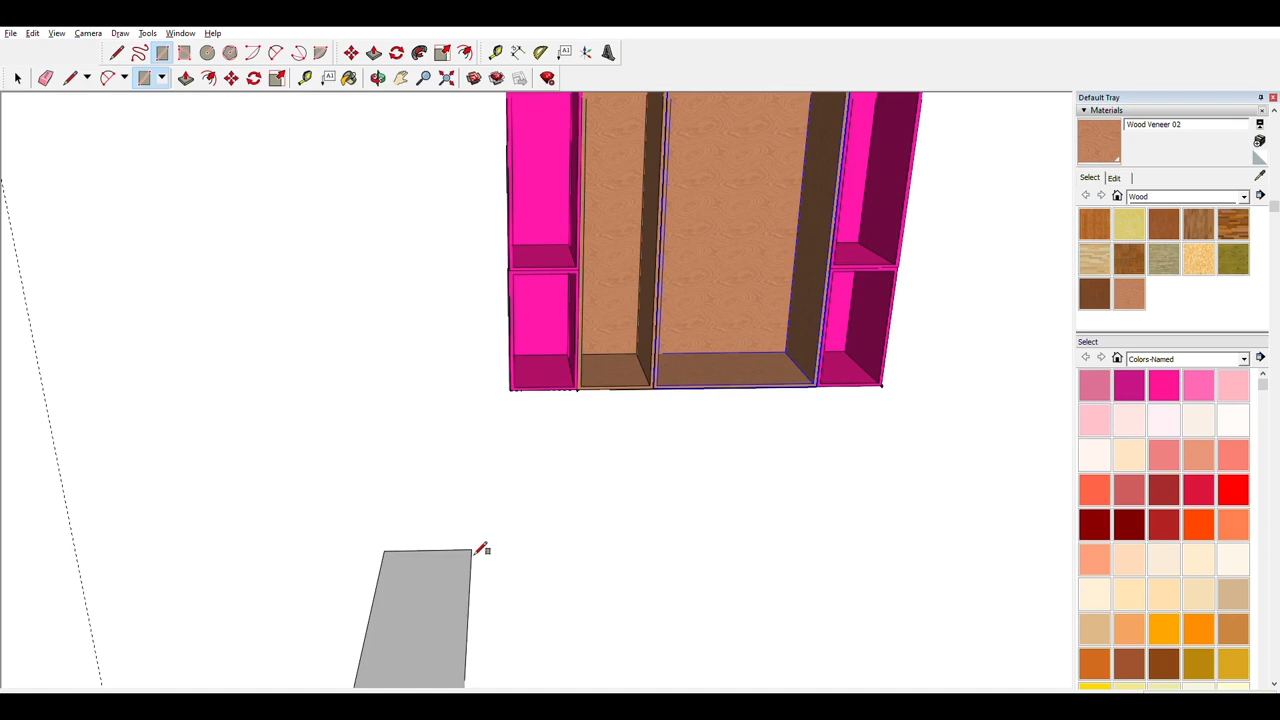 File Edit View Camera Draw Tools Window Help
Default Tray
Materials
Wood Veneer 02
Select Edit
Wood
Select
Colors-Named